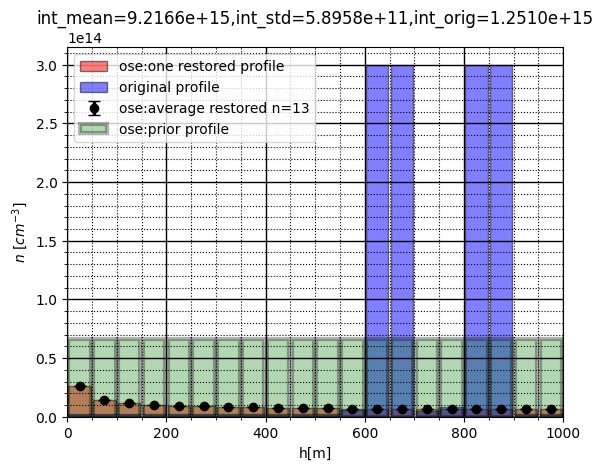 int_mean=9.2166e+15,int_std=5.8958e+11,int_orig=1.2510e+15
1e14
ose:one restored profile
original profile
ose:average restored n=13
ose:prior profile
3.0
2.5
2.0
1.5
1.0
0.5
0.0
n [cm⁻³]
0 200 400 600 800 1000
h[m]